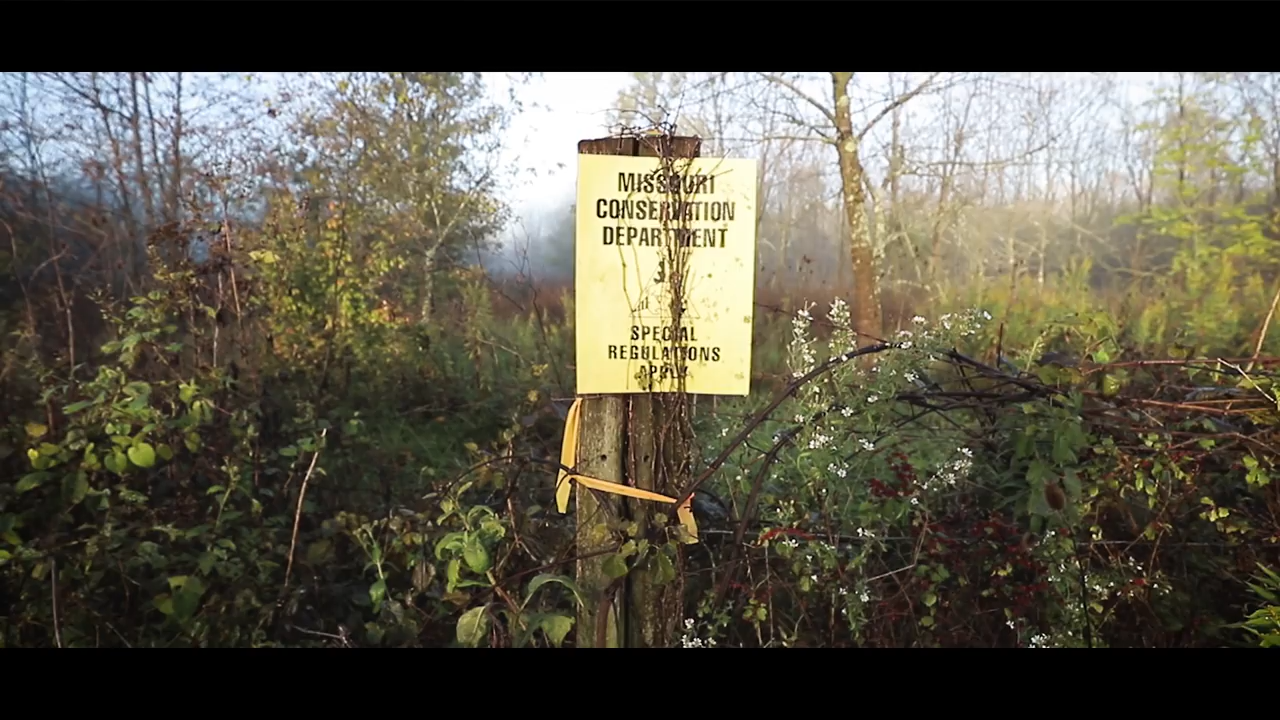 MISSOURI
CONSERVATION
DEPARTMENT
SPECIAL
REGULATIONS
APPLY